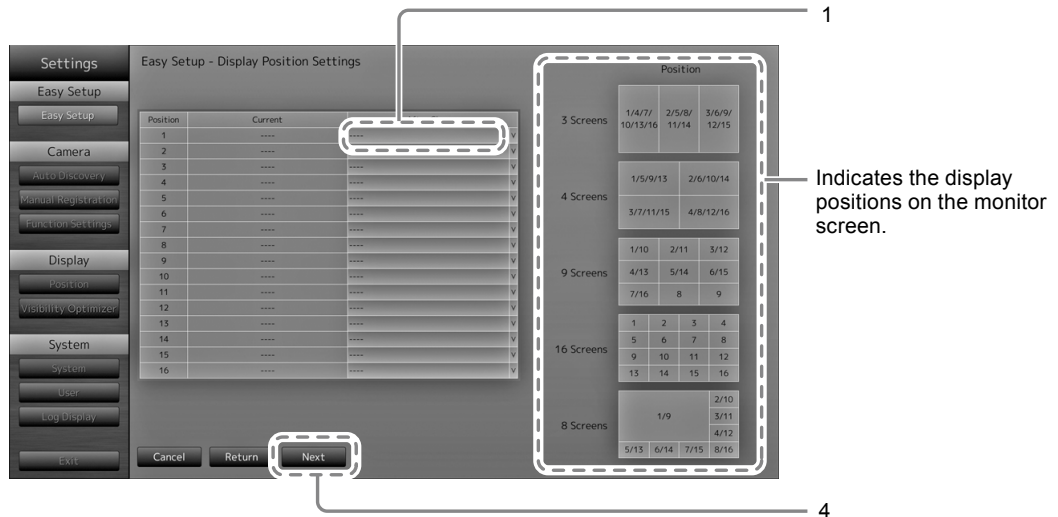 1
Settings
Easy Setup
Easy Setup
Camera
Auto Discovery
Manual Registration
Function Settings
Display
Position
Visibility Optimizer
System
System
User
Log Display
Exit
Easy Setup - Display Position Settings
Position Current
1 ---- ---- v
2 ---- ---- v
3 ---- ---- v
4 ---- ---- v
5 ---- ---- v
6 ---- ---- v
7 ---- ---- v
8 ---- ---- v
9 ---- ---- v
10 ---- ---- v
11 ---- ---- v
12 ---- ---- v
13 ---- ---- v
14 ---- ---- v
15 ---- ---- v
16 ---- ---- v
Cancel Return Next
Position
3 Screens
1/4/7/ 2/5/8/ 3/6/9/
10/13/16 11/14 12/15
4 Screens
1/5/9/13 2/6/10/14
3/7/11/15 4/8/12/16
9 Screens
1/10 2/11 3/12
4/13 5/14 6/15
7/16 8 9
16 Screens
1 2 3 4
5 6 7 8
9 10 11 12
13 14 15 16
8 Screens
1/9 2/10
3/11
4/12
5/13 6/14 7/15 8/16
Indicates the display
positions on the monitor
screen.
4